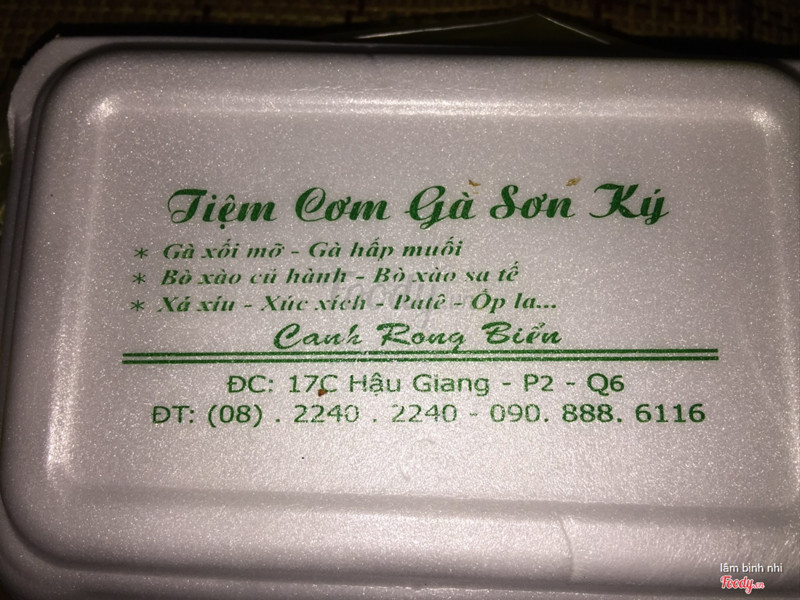 Tiệm Cơm Gà Sơn Ký
* Gà xối mỡ - Gà hấp muối
* Bò xào củ hành - Bò xào sa tế
* Xá xíu - Xúc xích - Patê - Ốp la...
Canh Rong Biển
ĐC: 17C Hậu Giang - P2 - Q6
ĐT: (08) . 2240 . 2240 - 090. 888. 6116
lâm bình nhi
Foody.vn